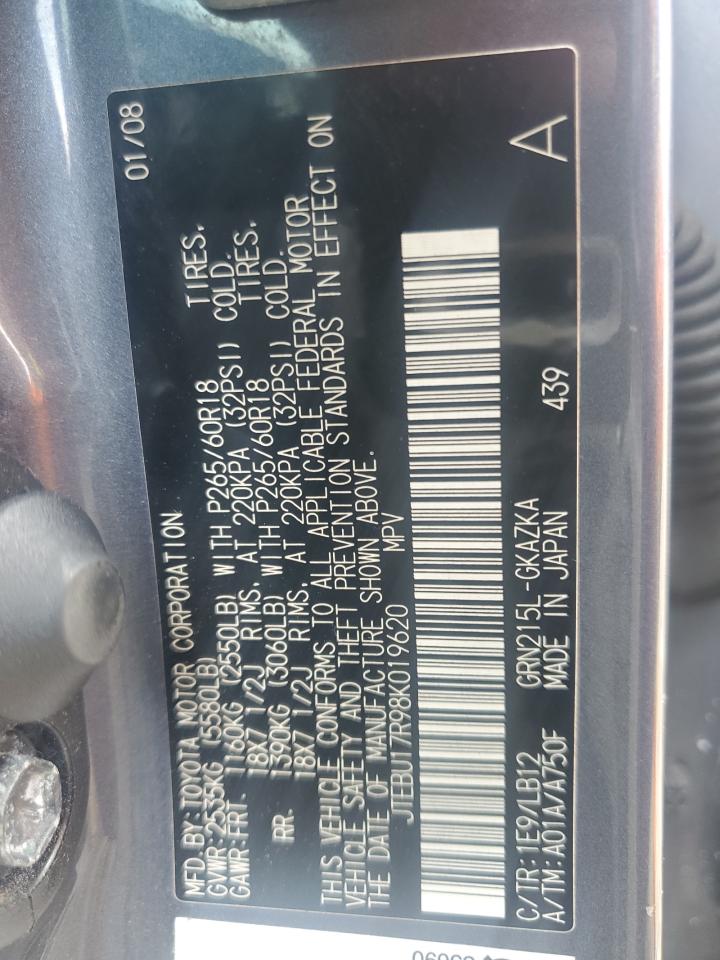 MFD.BY:TOYOTA MOTOR CORPORATION 01/08
GVWR:2535KG (5580LB)
GAWR:FRT- 1160KG (2550LB) WITH P265/60R18 TIRES,
18X7 1/2J RIMS, AT 220KPA (32PSI) COLD.
RR- 1390KG (3060LB) WITH P265/60R18 TIRES,
18X7 1/2J RIMS, AT 220KPA (32PSI) COLD.
THIS VEHICLE CONFORMS TO ALL APPLICABLE FEDERAL MOTOR
VEHICLE SAFETY AND THEFT PREVENTION STANDARDS IN EFFECT ON
THE DATE OF MANUFACTURE SHOWN ABOVE.
JTEBU17R98K019620 MPV
C/TR:1E9/LB12 GRN215L-GKAZKA A
A/TM:A01A/A750F MADE IN JAPAN 439